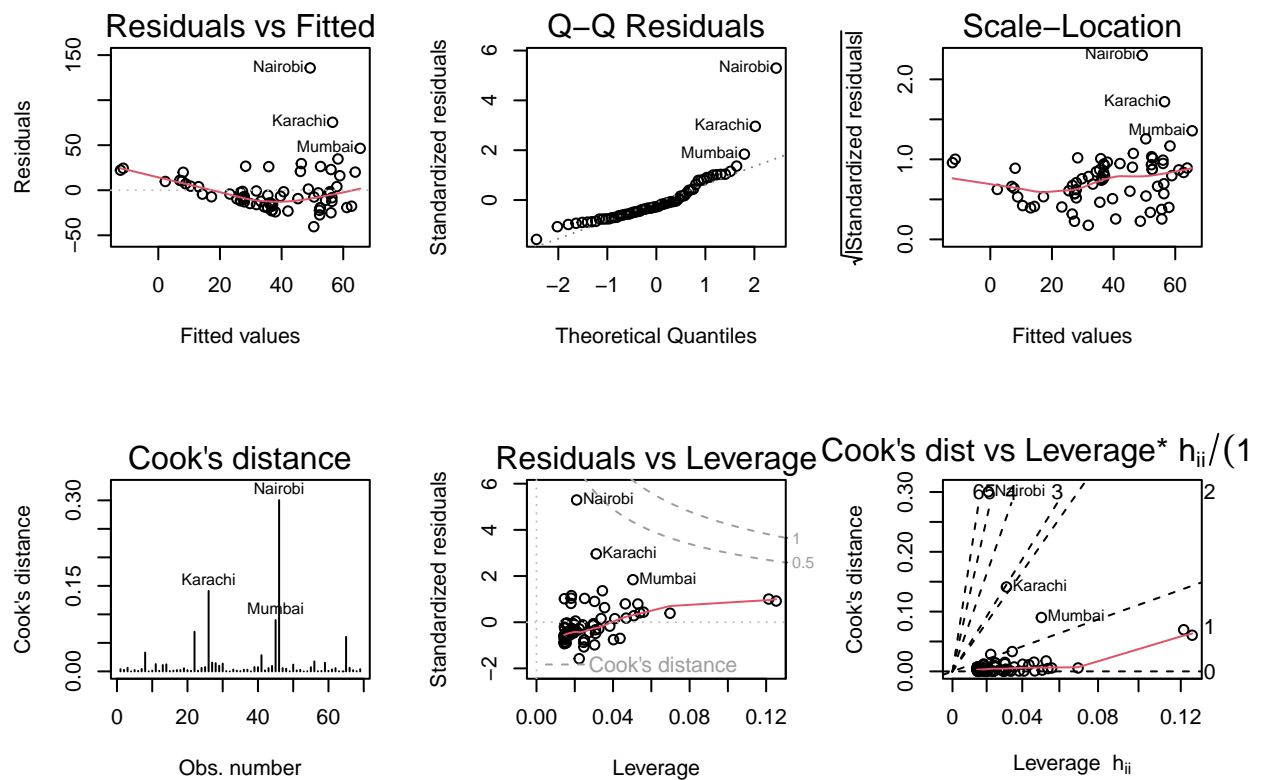 Residuals vs Fitted
Residuals
150
50
0
−50
Nairobi
Karachi
Mumbai
0 20 40 60
Fitted values
Q−Q Residuals
Standardized residuals
6
4
2
0
Nairobi
Karachi
Mumbai
−2 −1 0 1 2
Theoretical Quantiles
Scale−Location
√|Standardized residuals|
2.0
1.0
0.0
Nairobi
Karachi
Mumbai
0 20 40 60
Fitted values
Cook's distance
Cook's distance
0.30
0.15
0.00
Nairobi
Karachi
Mumbai
0 20 40 60
Obs. number
Residuals vs Leverage
Standardized residuals
6
4
2
0
−2
Nairobi
Karachi
Mumbai
1
0.5
Cook's distance
0.00 0.04 0.08 0.12
Leverage
Cook's dist vs Leverage* hii/(1
Cook's distance
0.30
0.20
0.10
0.00
6 5 4 3 2
1
0
Nairobi
Karachi
Mumbai
0 0.04 0.08 0.12
Leverage hii